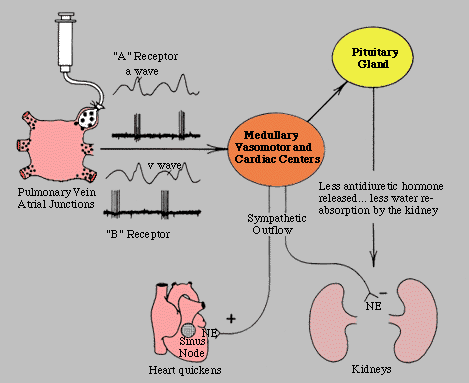 "A" Receptor
a wave
Pituitary
Gland
Medullary
Vasomotor and
Cardiac Centers
v wave
Pulmonary Vein
Atrial Junctions
"B" Receptor
Less antidiuretic hormone
released... less water re-
absorption by the kidney
Sympathetic
Outflow
+
NE
Sinus
Node
Heart quickens
–
NE
Kidneys